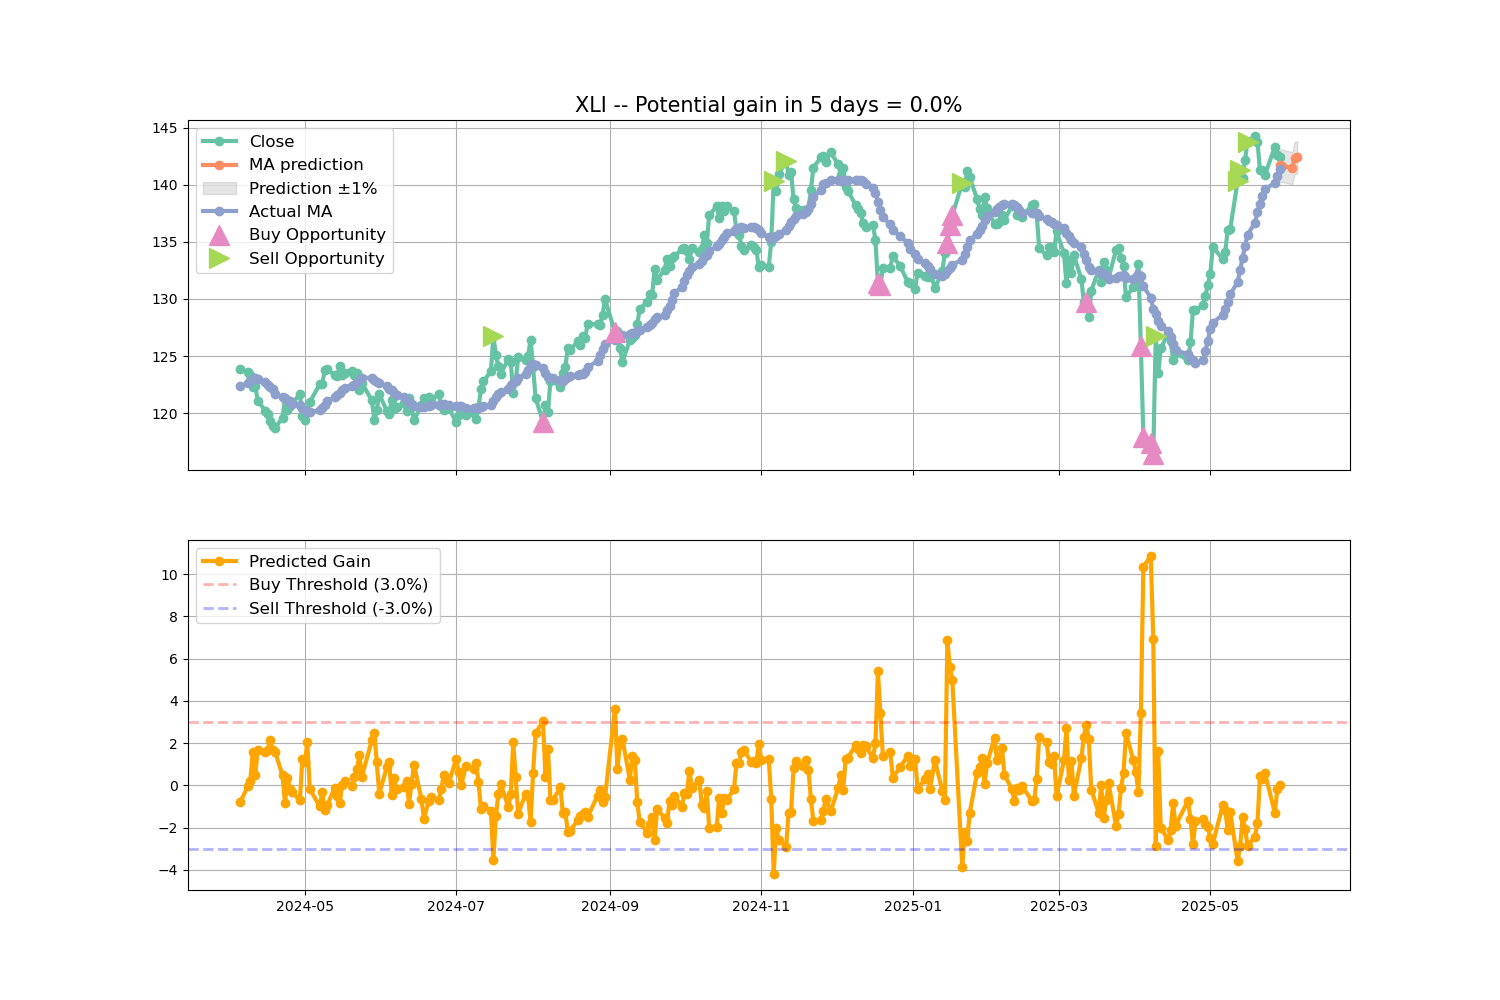 XLI -- Potential gain in 5 days = 0.0%
145
140
135
130
125
120
Close
MA prediction
Prediction ±1%
Actual MA
Buy Opportunity
Sell Opportunity
10
8
6
4
2
0
−2
−4
Predicted Gain
Buy Threshold (3.0%)
Sell Threshold (-3.0%)
2024-05
2024-07
2024-09
2024-11
2025-01
2025-03
2025-05